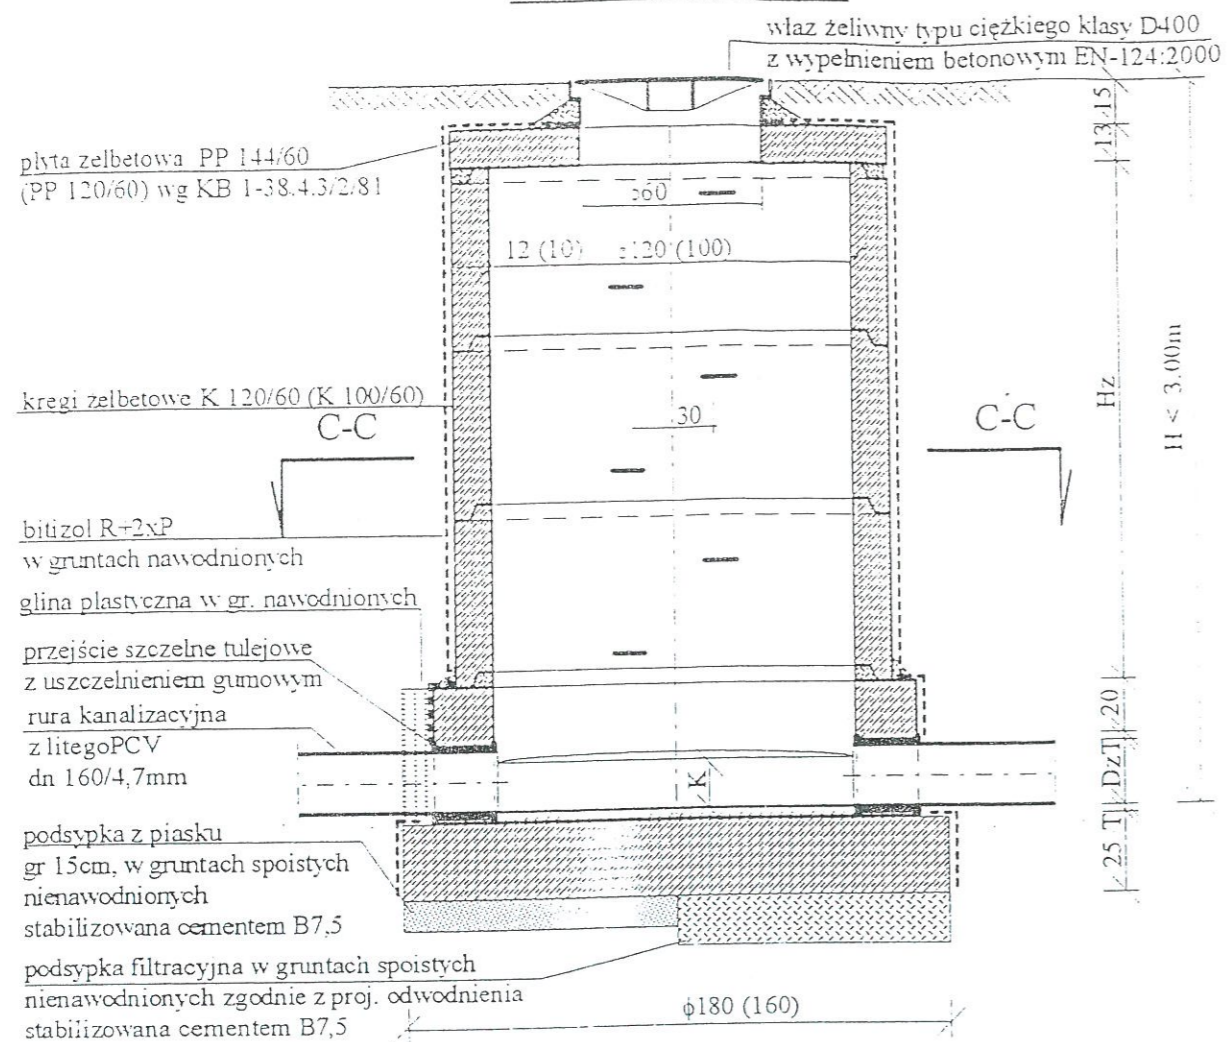 właz żeliwny typu ciężkiego klasy D400
z wypełnieniem betonowym EN-124:2000
15
13
płyta zelbetowa PP 144/60
(PP 120/60) wg KB 1-38.4.3/2/81
60
12 (10) 120 (100)
kregi żelbetowe K 120/60 (K 100/60)
30
C-C
C-C
Hz
H < 3.00m
bitizol R+2xP
w gruntach nawodnionych
glina plastyczna w gr. nawodnionych
przejście szczelne tulejowe
z uszczelnieniem gumowym
rura kanalizacyjna
z litegoPCV
dn 160/4,7mm
K
20
DzT
T
25
podsypka z piasku
gr 15cm, w gruntach spoistych
nienawodnionych
stabilizowana cementem B7,5
podsypka filtracyjna w gruntach spoistych
nienawodnionych zgodnie z proj. odwodnienia
stabilizowana cementem B7,5
ϕ180 (160)